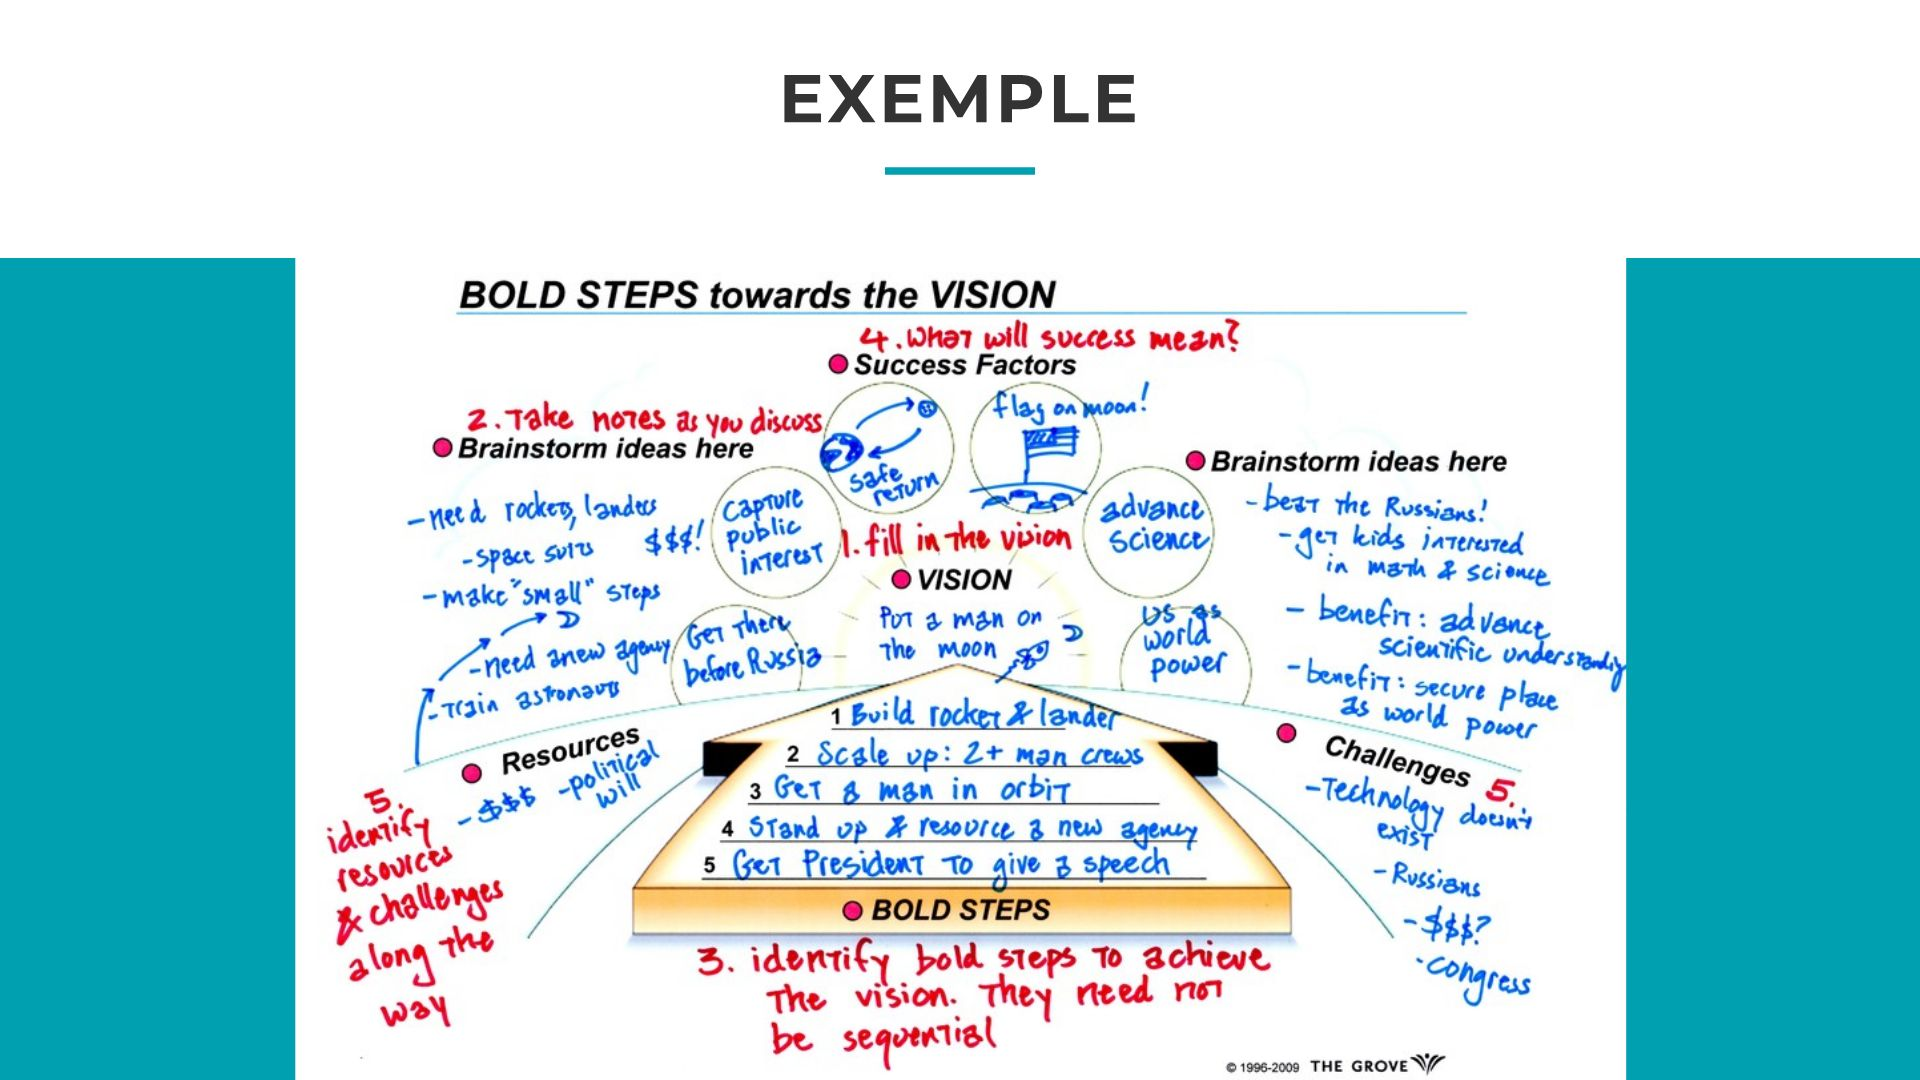 EXEMPLE
BOLD STEPS towards the VISION
4. What will success mean?
Success Factors
2. Take notes as you discuss
Brainstorm ideas here
- need rockets, landers
- space suits
$$$!
- make "small" steps
- need a new agency
- train astronauts
safe
return
flag on moon!
Capture
public
interest
Get there
before Russia
1. fill in the vision
VISION
Put a man on
the moon
advance
science
US as
world
power
Brainstorm ideas here
- beat the Russians!
- get kids interested
in math & science
- benefit: advance
scientific understanding
- benefit: secure place
as world power
1 Build rocket & lander
2 Scale up: 2+ man crews
3 Get a man in orbit
4 Stand up & resource a new agency
5 Get President to give a speech
BOLD STEPS
Resources
- $$$
- political
will
5.
identify
resources
& challenges
along the
way
Challenges 5.
- Technology doesn't
exist
- Russians
- $$$?
- congress
3. identify bold steps to achieve
the vision. They need not
be sequential
© 1996-2009 THE GROVE